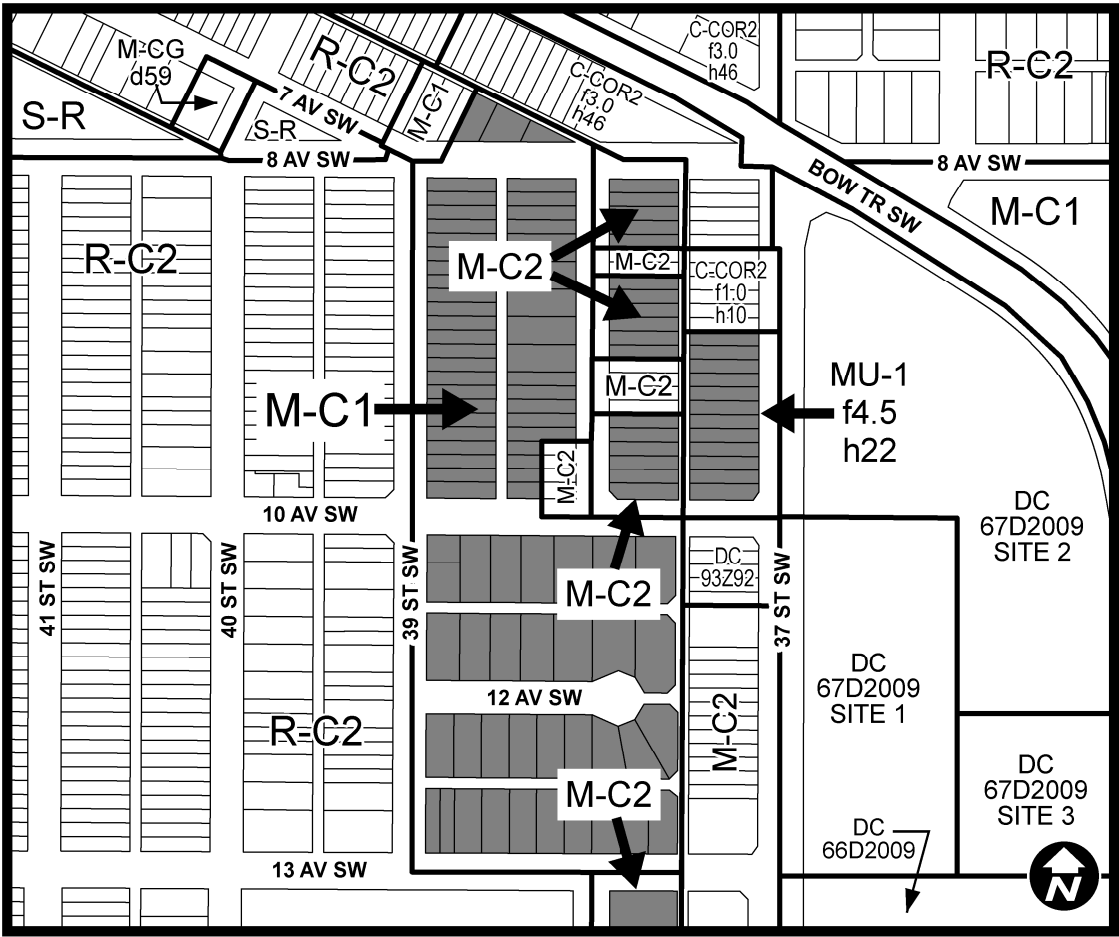 M-CG
d59
R-C2
C-COR2
f3.0
h46
R-C2
S-R
7 AV SW
S-R
M-C1
C-COR2
f3.0
h46
8 AV SW
8 AV SW
BOW TR SW
M-C1
R-C2
M-C2
M-C2
C-COR2
f1.0
h10
M-C1
M-C2
MU-1
f4.5
h22
M-C2
10 AV SW
DC
67D2009
SITE 2
41 ST SW
40 ST SW
39 ST SW
M-C2
DC
93Z92
37 ST SW
12 AV SW
DC
67D2009
SITE 1
R-C2
M-C2
M-C2
DC
67D2009
SITE 3
DC
66D2009
13 AV SW
N